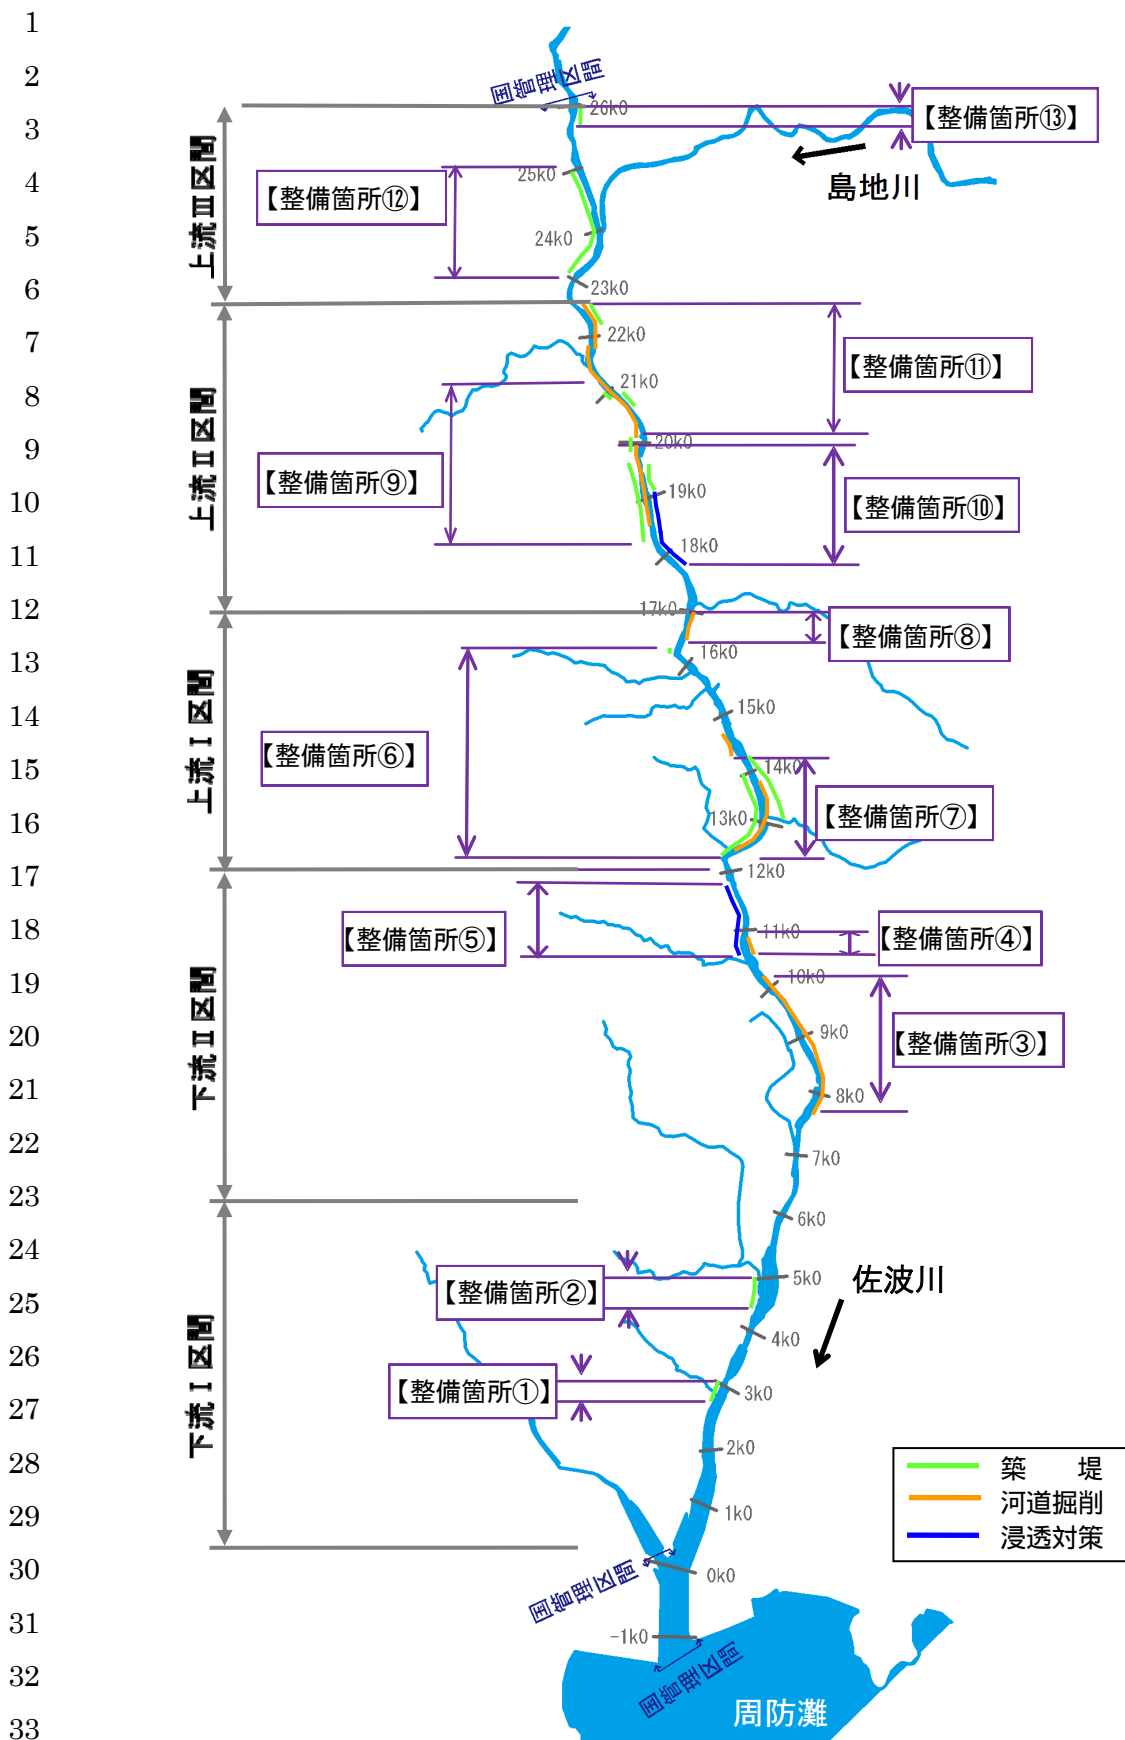 1
2
国管理区間
26k0
【整備箇所⑬】
3
島地川
4
25k0
【整備箇所⑫】
上流Ⅲ区間
5
24k0
6
23k0
7
22k0
【整備箇所⑪】
8
21k0
9
20k0
上流Ⅱ区間
【整備箇所⑨】
10
19k0
【整備箇所⑩】
11
18k0
12
17k0
【整備箇所⑧】
13
16k0
14
15k0
上流Ⅰ区間
【整備箇所⑥】
15
14k0
16
13k0
【整備箇所⑦】
17
12k0
18
11k0
【整備箇所⑤】
【整備箇所④】
19
10k0
下流Ⅱ区間
20
9k0
【整備箇所③】
21
8k0
22
7k0
23
6k0
24
5k0
佐波川
25
【整備箇所②】
4k0
26
下流Ⅰ区間
【整備箇所①】
3k0
27
2k0
28
築　堤
29
1k0
河道掘削
浸透対策
30
0k0
国管理区間
31
-1k0
32
国管理区間
周防灘
33